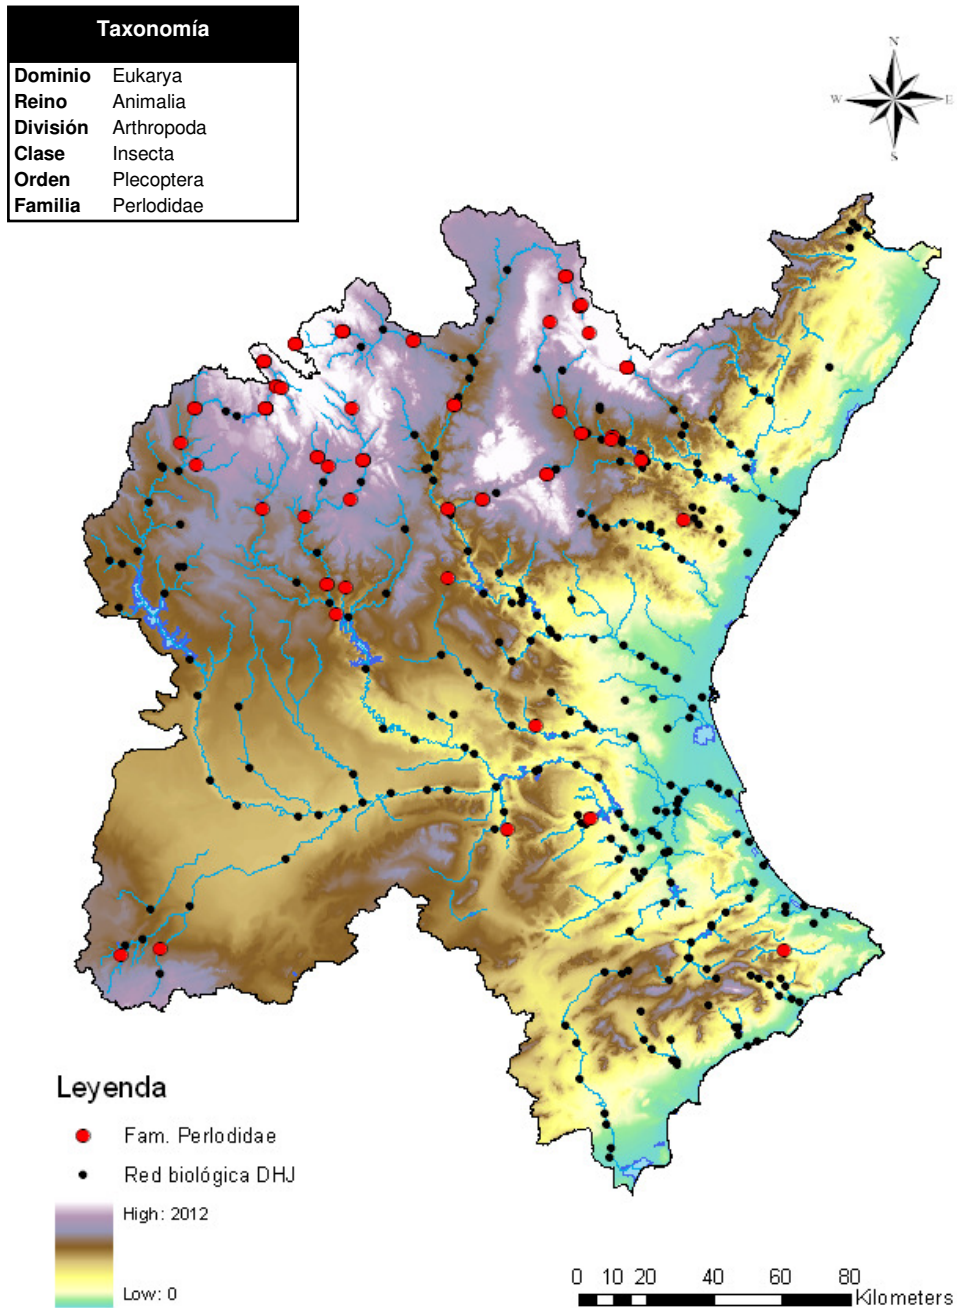 Taxonomía
Dominio Eukarya
Reino Animalia
División Arthropoda
Clase Insecta
Orden Plecoptera
Familia Perlodidae
N
W E
S
Leyenda
Fam. Perlodidae
Red biológica DHJ
High: 2012
Low: 0
0 10 20 40 60 80
Kilometers